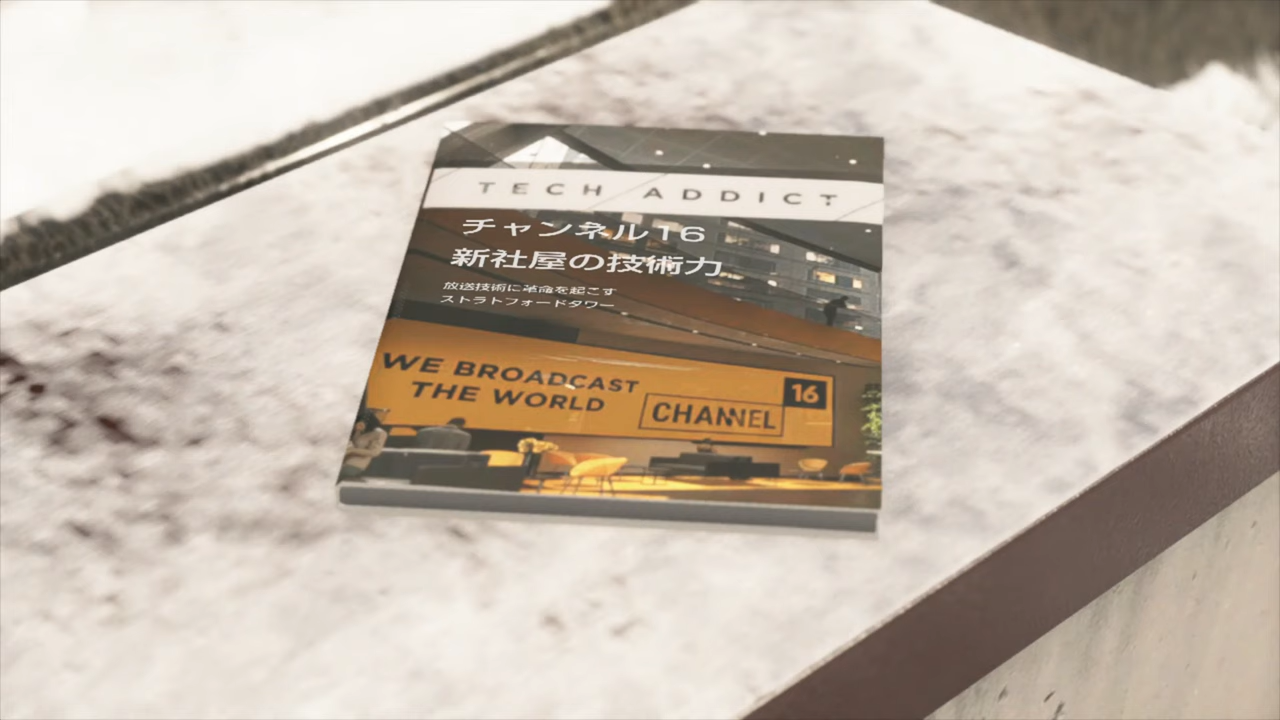 TECH ADDICT
チャンネル16
新社屋の技術力
放送技術に革命を起こす
ストラトフォードタワー
WE BROADCAST
THE WORLD
CHANNEL
16